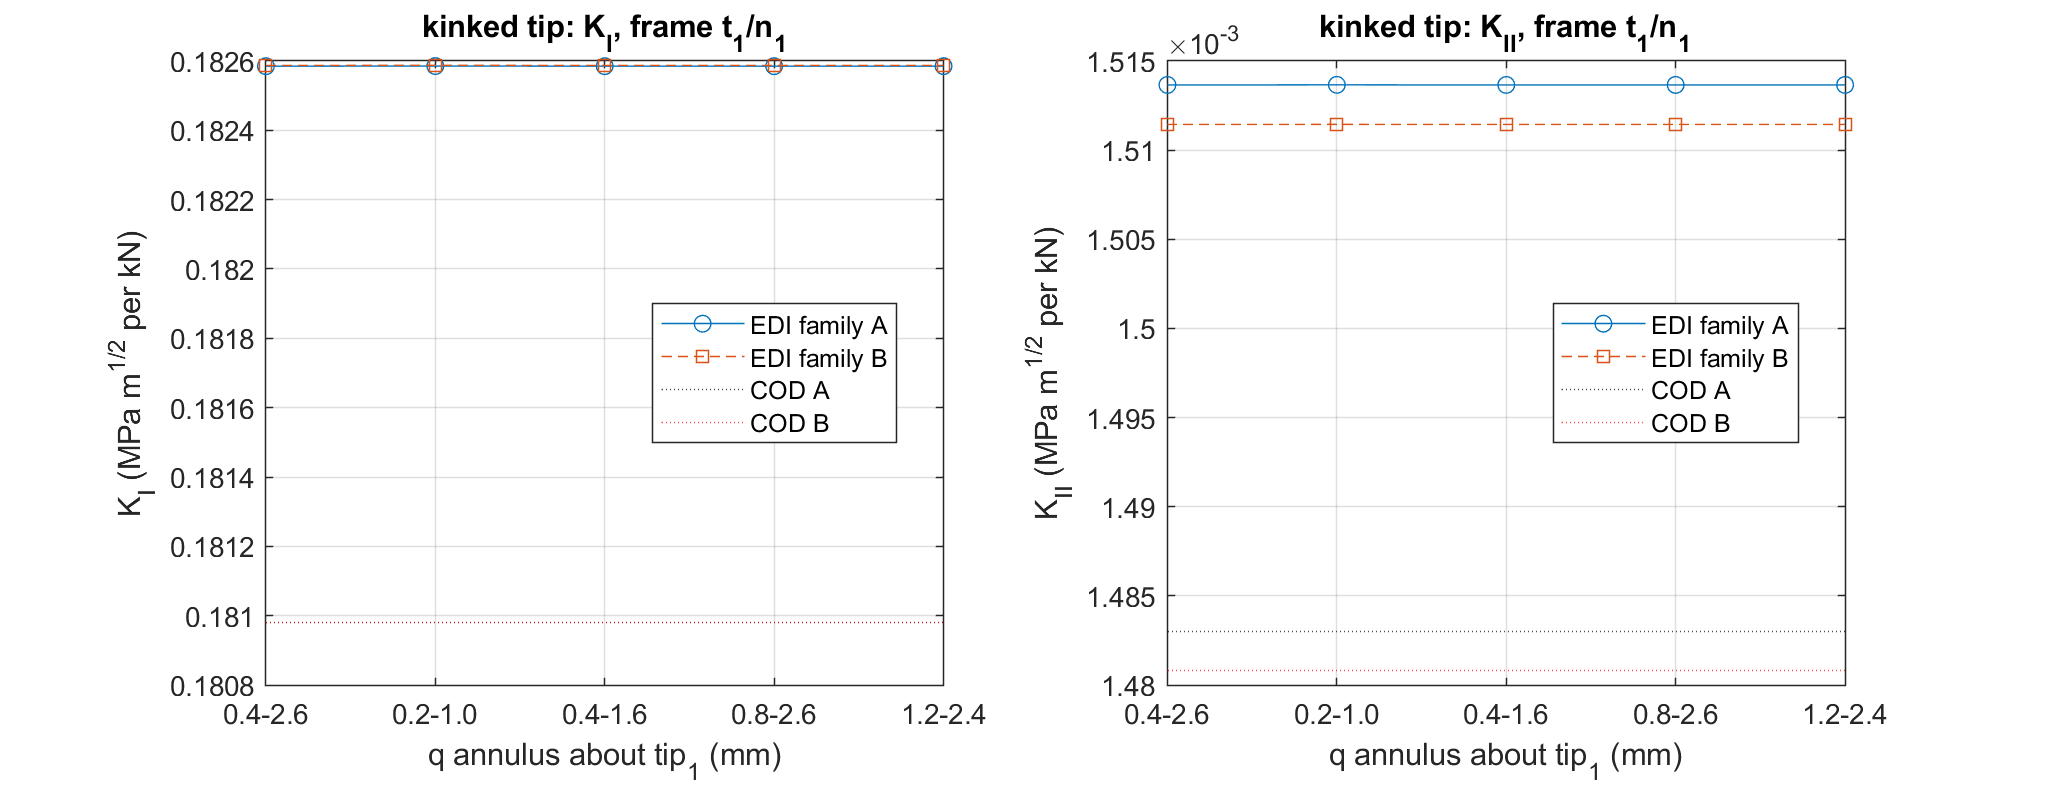 kinked tip: K_I, frame t_1/n_1
0.1826
0.1824
0.1822
0.182
0.1818
0.1816
0.1814
0.1812
0.181
0.1808
K_I (MPa m^1/2 per kN)
EDI family A
EDI family B
COD A
COD B
0.4-2.6 0.2-1.0 0.4-1.6 0.8-2.6 1.2-2.4
q annulus about tip_1 (mm)
kinked tip: K_II, frame t_1/n_1
×10^-3
1.515
1.51
1.505
1.5
1.495
1.49
1.485
1.48
K_II (MPa m^1/2 per kN)
EDI family A
EDI family B
COD A
COD B
0.4-2.6 0.2-1.0 0.4-1.6 0.8-2.6 1.2-2.4
q annulus about tip_1 (mm)